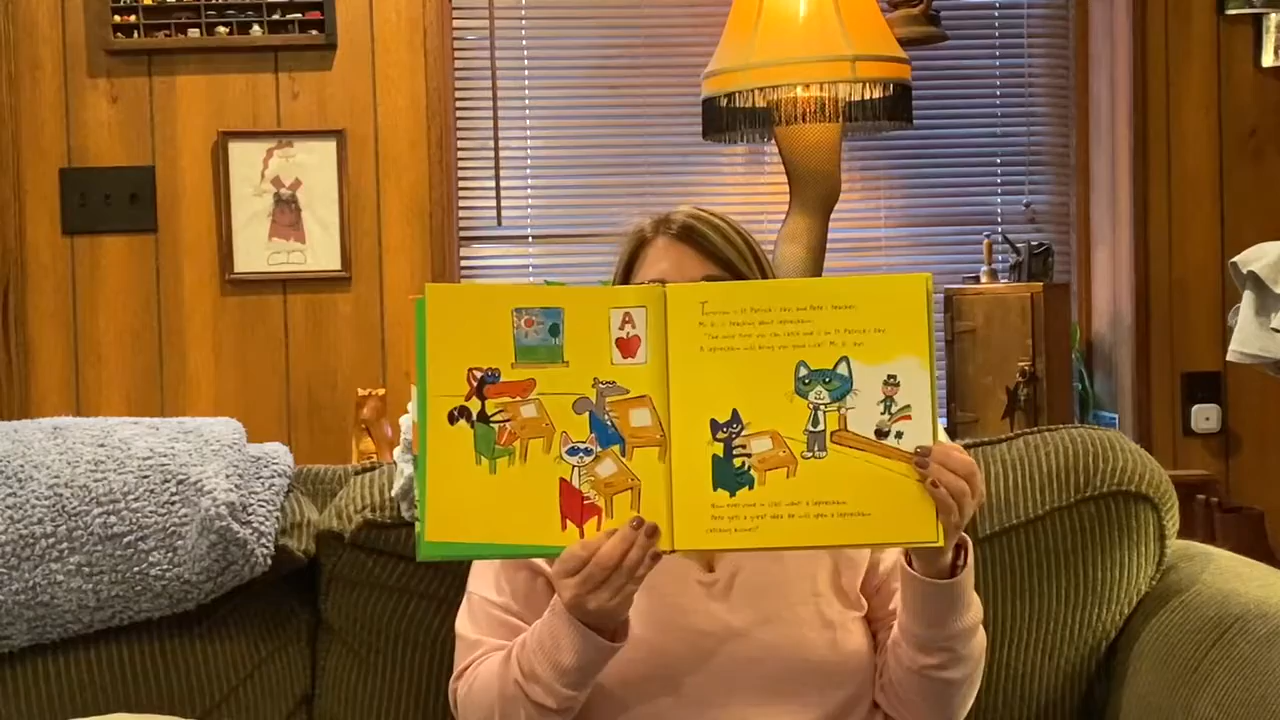 A
Tomorrow is St. Patrick's Day, and Pete's teacher,
Mr. G., is teaching about leprechauns.
"The only time you can catch one is on St. Patrick's Day.
A leprechaun will bring you good luck!" Mr. G. says.
Now everyone in class wants a leprechaun.
Pete gets a great idea. He will open a leprechaun
catching business!